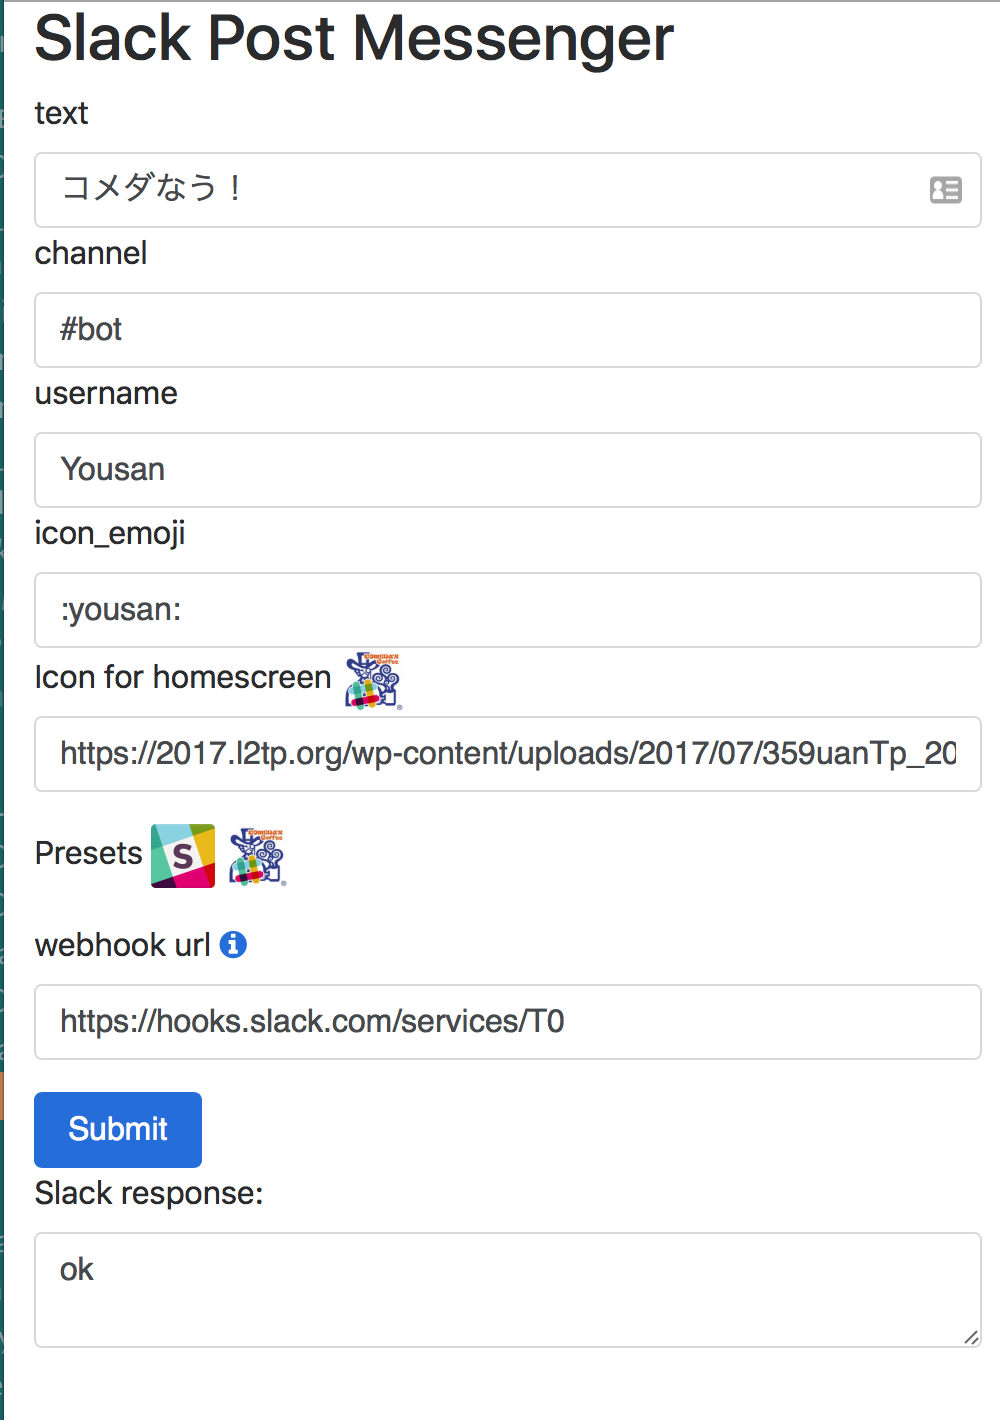 Slack Post Messenger
text
コメダなう！
channel
#bot
username
Yousan
icon_emoji
:yousan:
Icon for homescreen
https://2017.l2tp.org/wp-content/uploads/2017/07/359uanTp_20
Presets
S
webhook url
https://hooks.slack.com/services/T0
Submit
Slack response:
ok